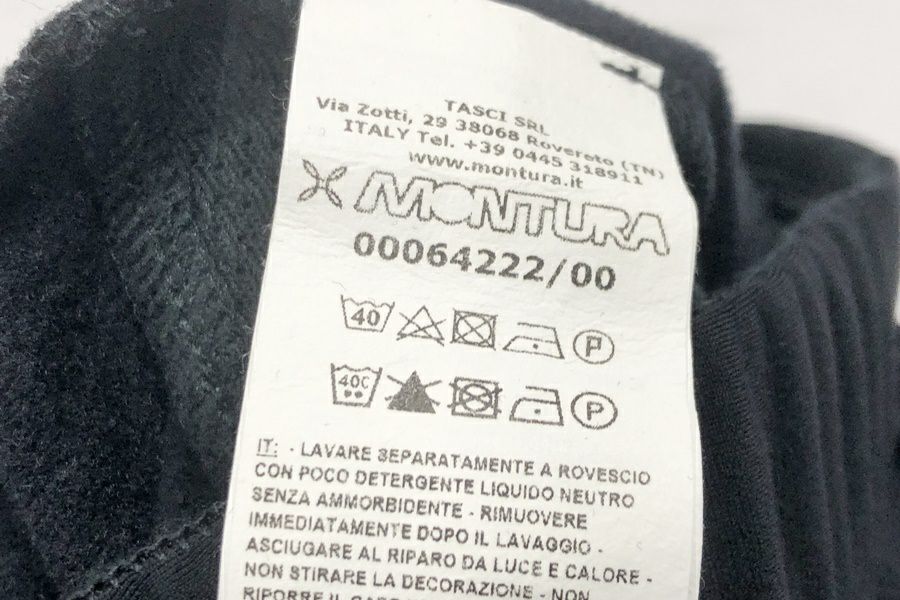 TASCI SRL
Via Zotti, 29 38068 Rovereto (TN)
ITALY Tel. +39 0445 318911
www.montura.it
MONTURA
00064222/00
40 P
40C P
IT: - LAVARE SEPARATAMENTE A ROVESCIO
CON POCO DETERGENTE LIQUIDO NEUTRO
SENZA AMMORBIDENTE - RIMUOVERE
IMMEDIATAMENTE DOPO IL LAVAGGIO -
ASCIUGARE AL RIPARO DA LUCE E CALORE -
NON STIRARE LA DECORAZIONE - NON
RIPORRE IL